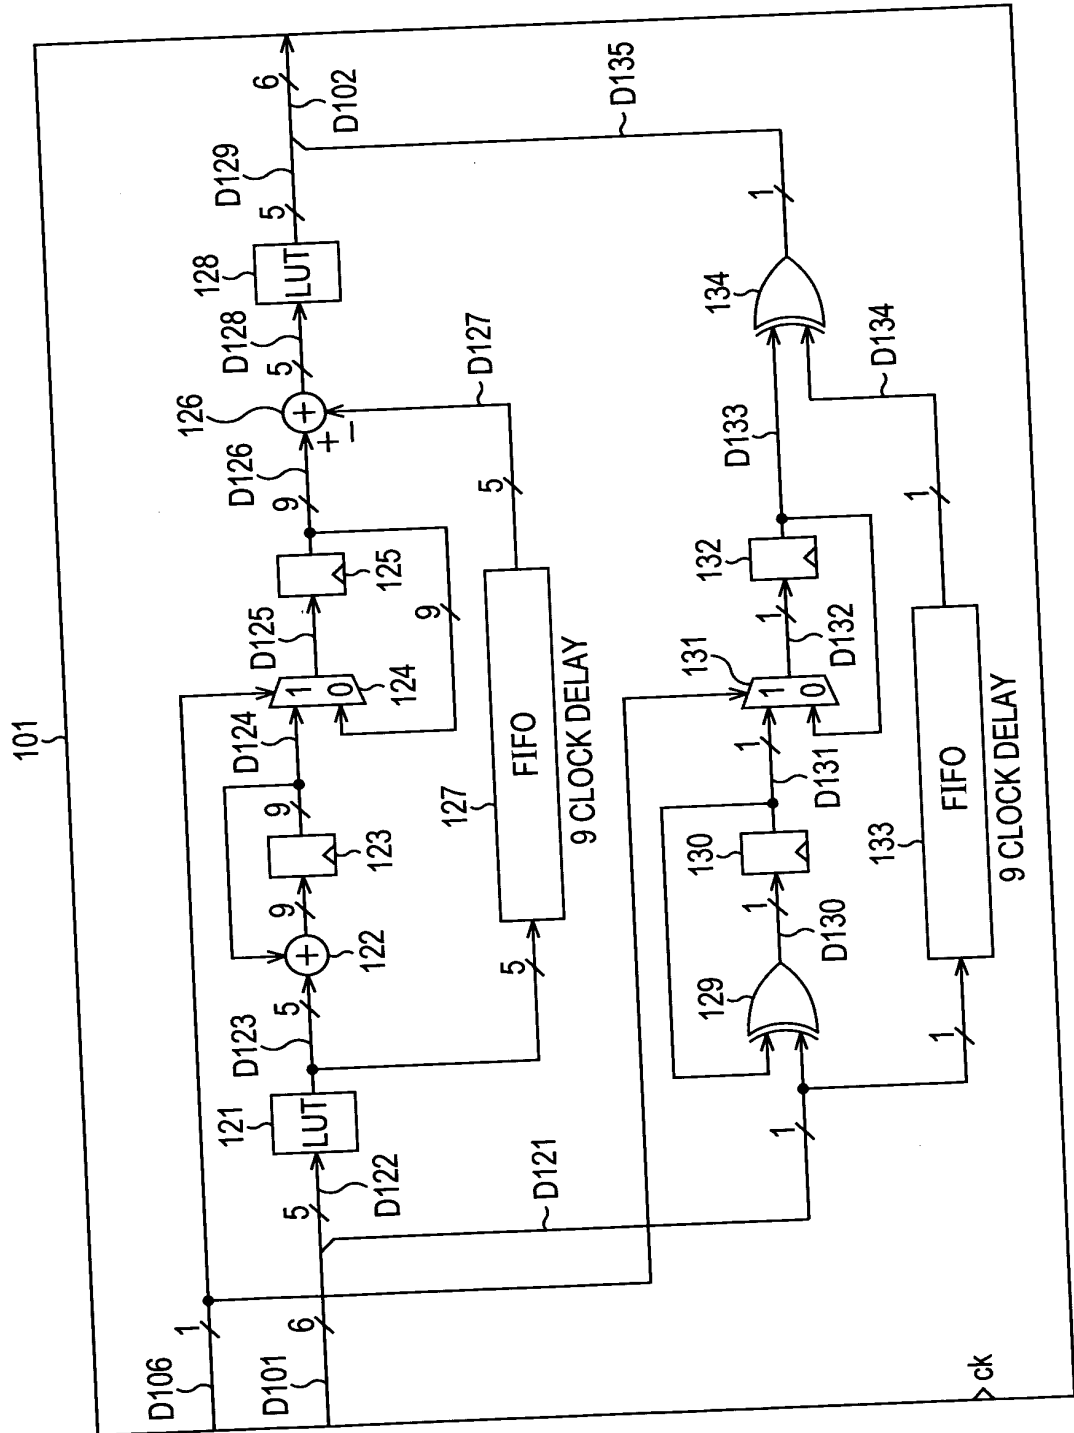 101
D106
1
D101
6
D122
5
121
LUT
D123
5
122
+
9
123
9
D124
124
1
0
D125
125
9
D126
9
126
+
+
−
D128
5
128
LUT
D129
5
D102
6
D127
5
127
FIFO
9 CLOCK DELAY
5
D121
1
129
D130
1
130
D131
1
131
1
0
D132
1
132
D133
134
1
D135
D134
1
133
FIFO
9 CLOCK DELAY
1
ck